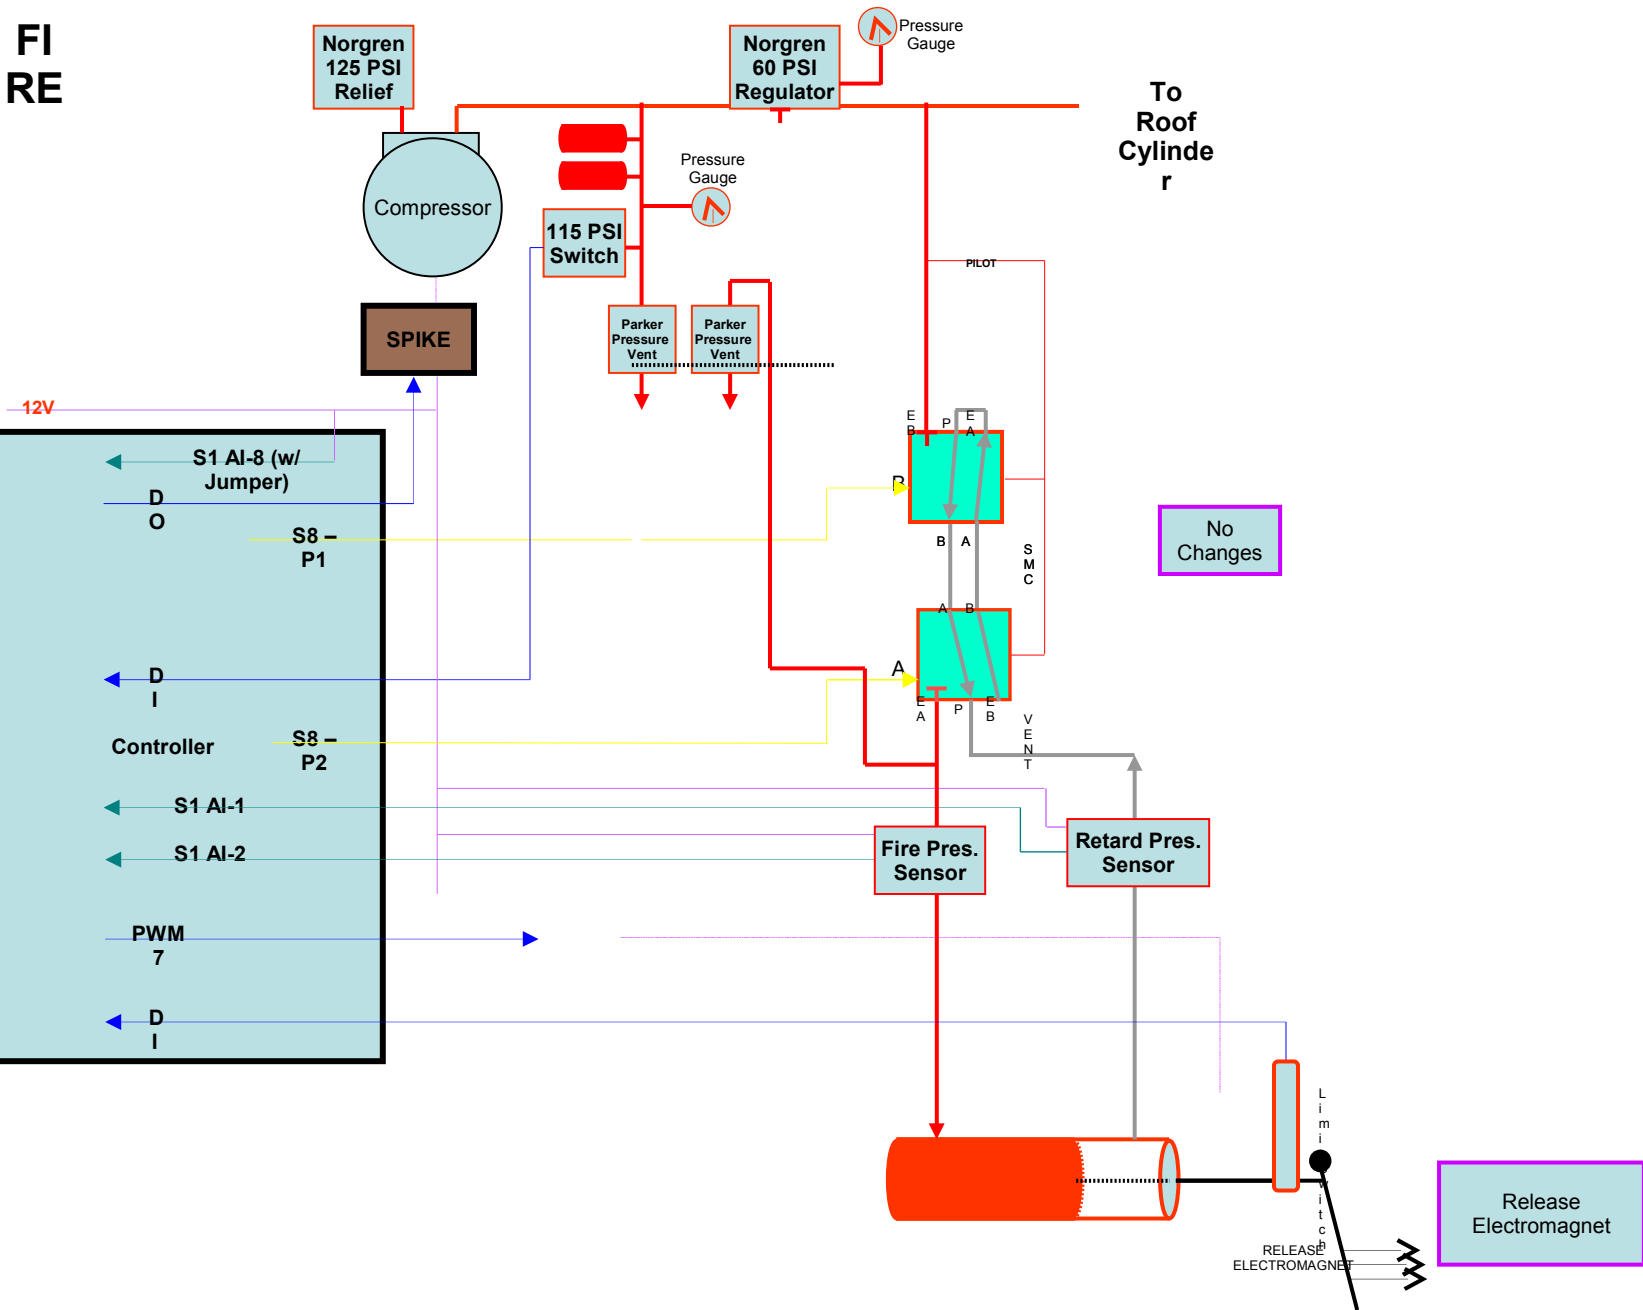 FI
RE
Norgren
125 PSI
Relief
Norgren
60 PSI
Regulator
Pressure
Gauge
To
Roof
Cylinde
r
Compressor
Pressure
Gauge
115 PSI
Switch
PILOT
SPIKE
Parker
Pressure
Vent
Parker
Pressure
Vent
12V
E
B
P
E
A
S1 AI-8 (w/
Jumper)
D
O
B
S8 –
P1
B
A
S
M
C
No
Changes
A
B
D
I
A
E
A
P
E
B
V
E
N
T
Controller
S8 –
P2
S1 AI-1
S1 AI-2
Fire Pres.
Sensor
Retard Pres.
Sensor
PWM
7
D
I
L
i
m
i
w
i
t
c
h
RELEASE
ELECTROMAGNET
Release
Electromagnet